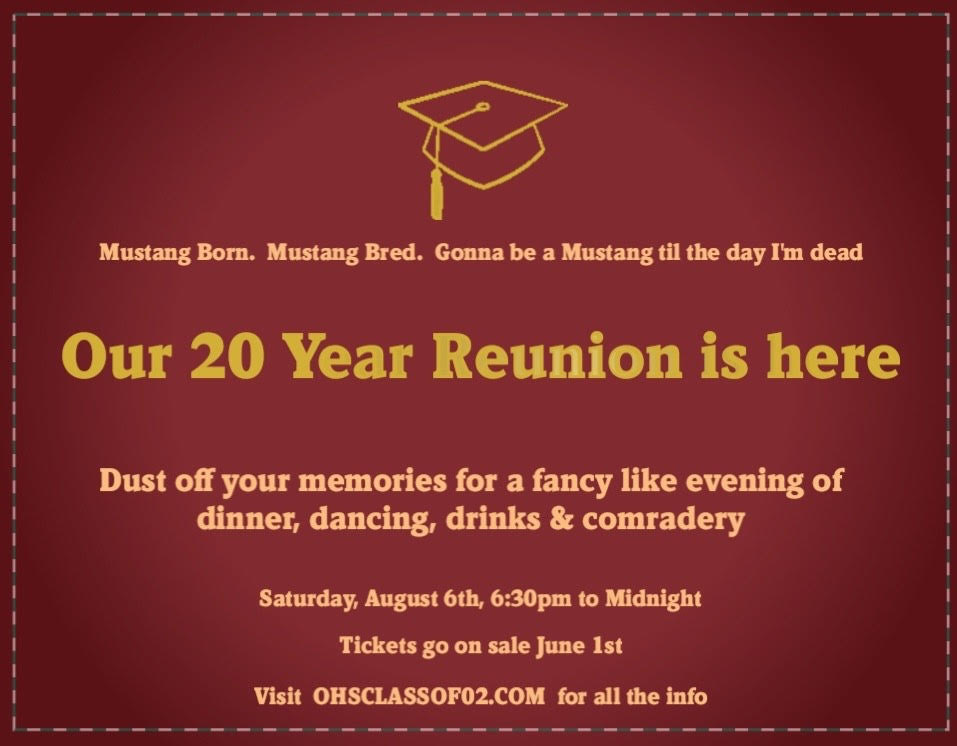 Mustang Born. Mustang Bred. Gonna be a Mustang til the day I'm dead
Our 20 Year Reunion is here
Dust off your memories for a fancy like evening of
dinner, dancing, drinks & comradery
Saturday, August 6th, 6:30pm to Midnight
Tickets go on sale June 1st
Visit OHSCLASSOF02.COM for all the info